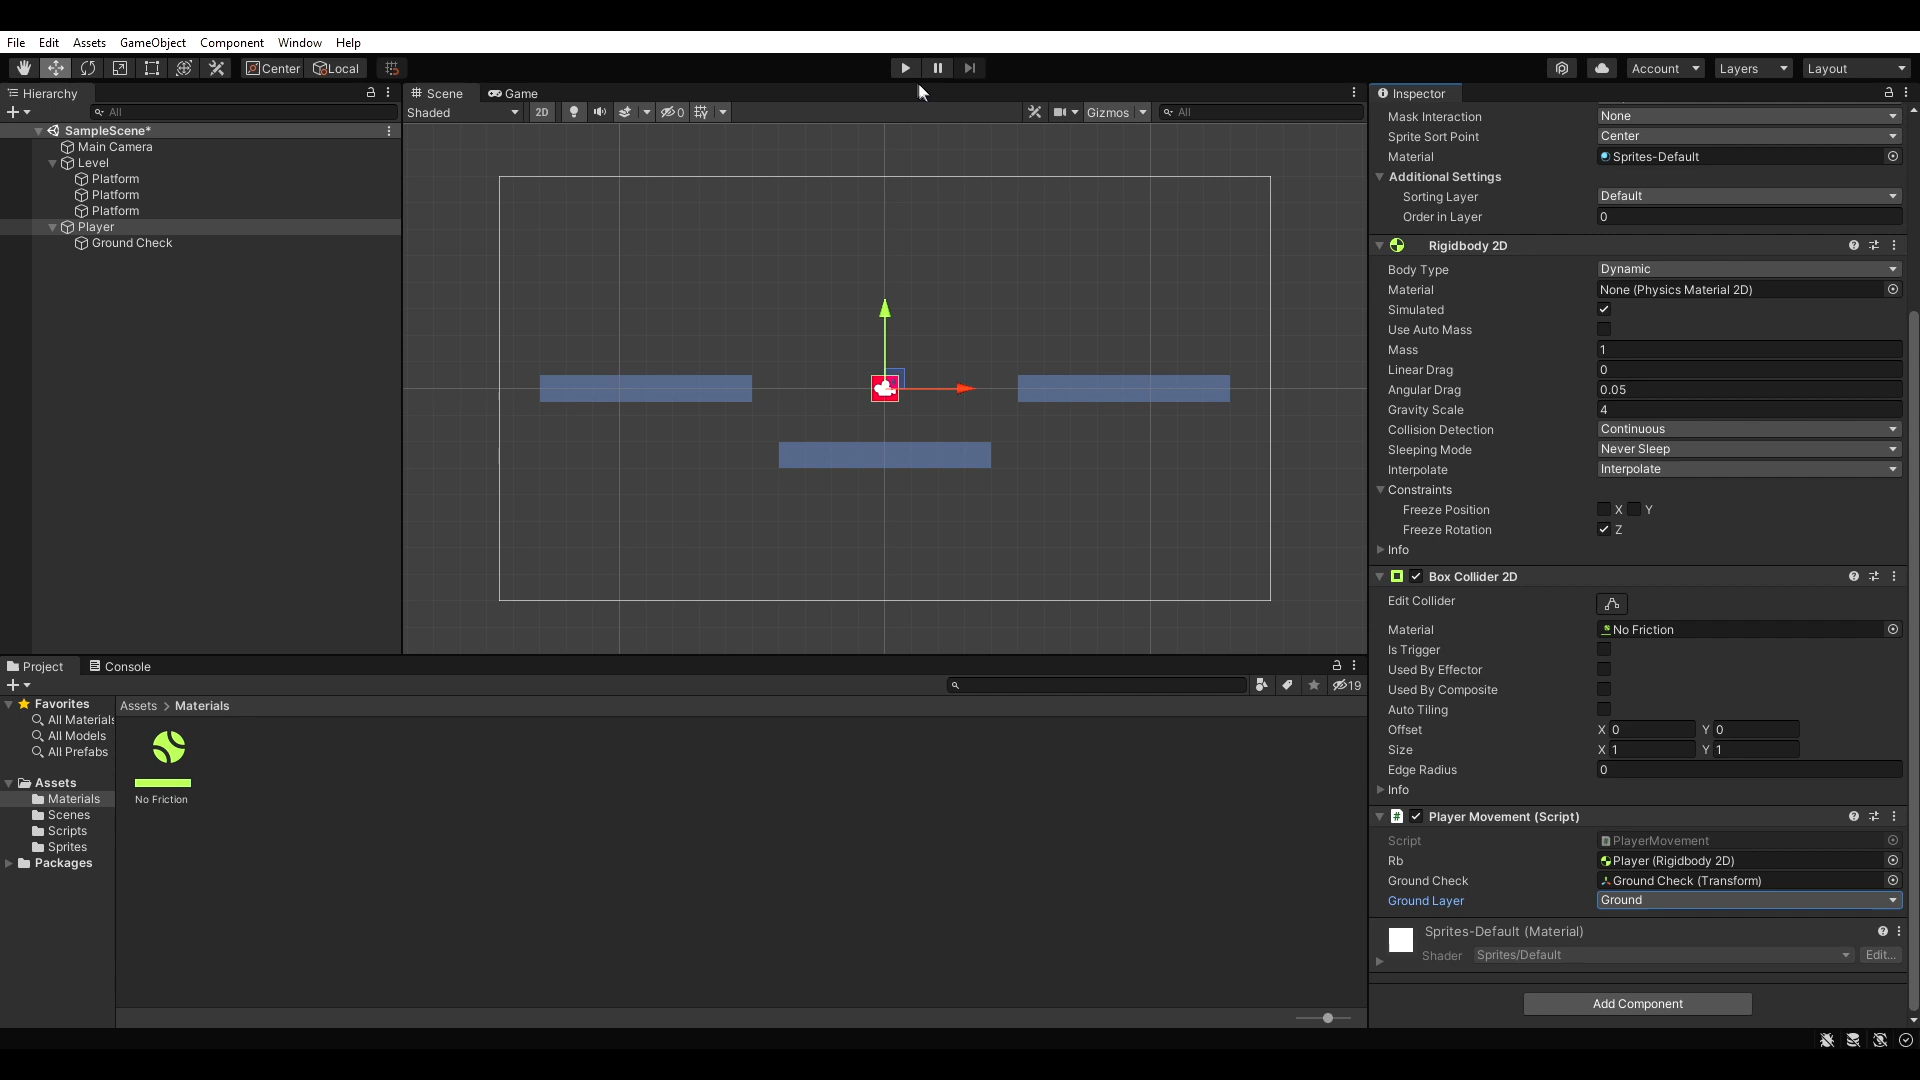 File Edit Assets GameObject Component Window Help
Center Local Account Layers Layout
Hierarchy
All
SampleScene*
Main Camera
Level
Platform
Platform
Platform
Player
Ground Check
Scene Game
Shaded 2D 0 Gizmos All
Inspector
Mask Interaction None
Sprite Sort Point Center
Material Sprites-Default
Additional Settings
Sorting Layer Default
Order in Layer 0
Rigidbody 2D
Body Type Dynamic
Material None (Physics Material 2D)
Simulated
Use Auto Mass
Mass 1
Linear Drag 0
Angular Drag 0.05
Gravity Scale 4
Collision Detection Continuous
Sleeping Mode Never Sleep
Interpolate Interpolate
Constraints
Freeze Position X Y
Freeze Rotation Z
Info
Box Collider 2D
Edit Collider
Material No Friction
Is Trigger
Used By Effector
Used By Composite
Auto Tiling
Offset X 0 Y 0
Size X 1 Y 1
Edge Radius 0
Info
Player Movement (Script)
Script PlayerMovement
Rb Player (Rigidbody 2D)
Ground Check Ground Check (Transform)
Ground Layer Ground
Sprites-Default (Material)
Shader Sprites/Default Edit...
Add Component
Project Console
19
Favorites
All Materials
All Models
All Prefabs
Assets
Materials
Scenes
Scripts
Sprites
Packages
Assets > Materials
No Friction